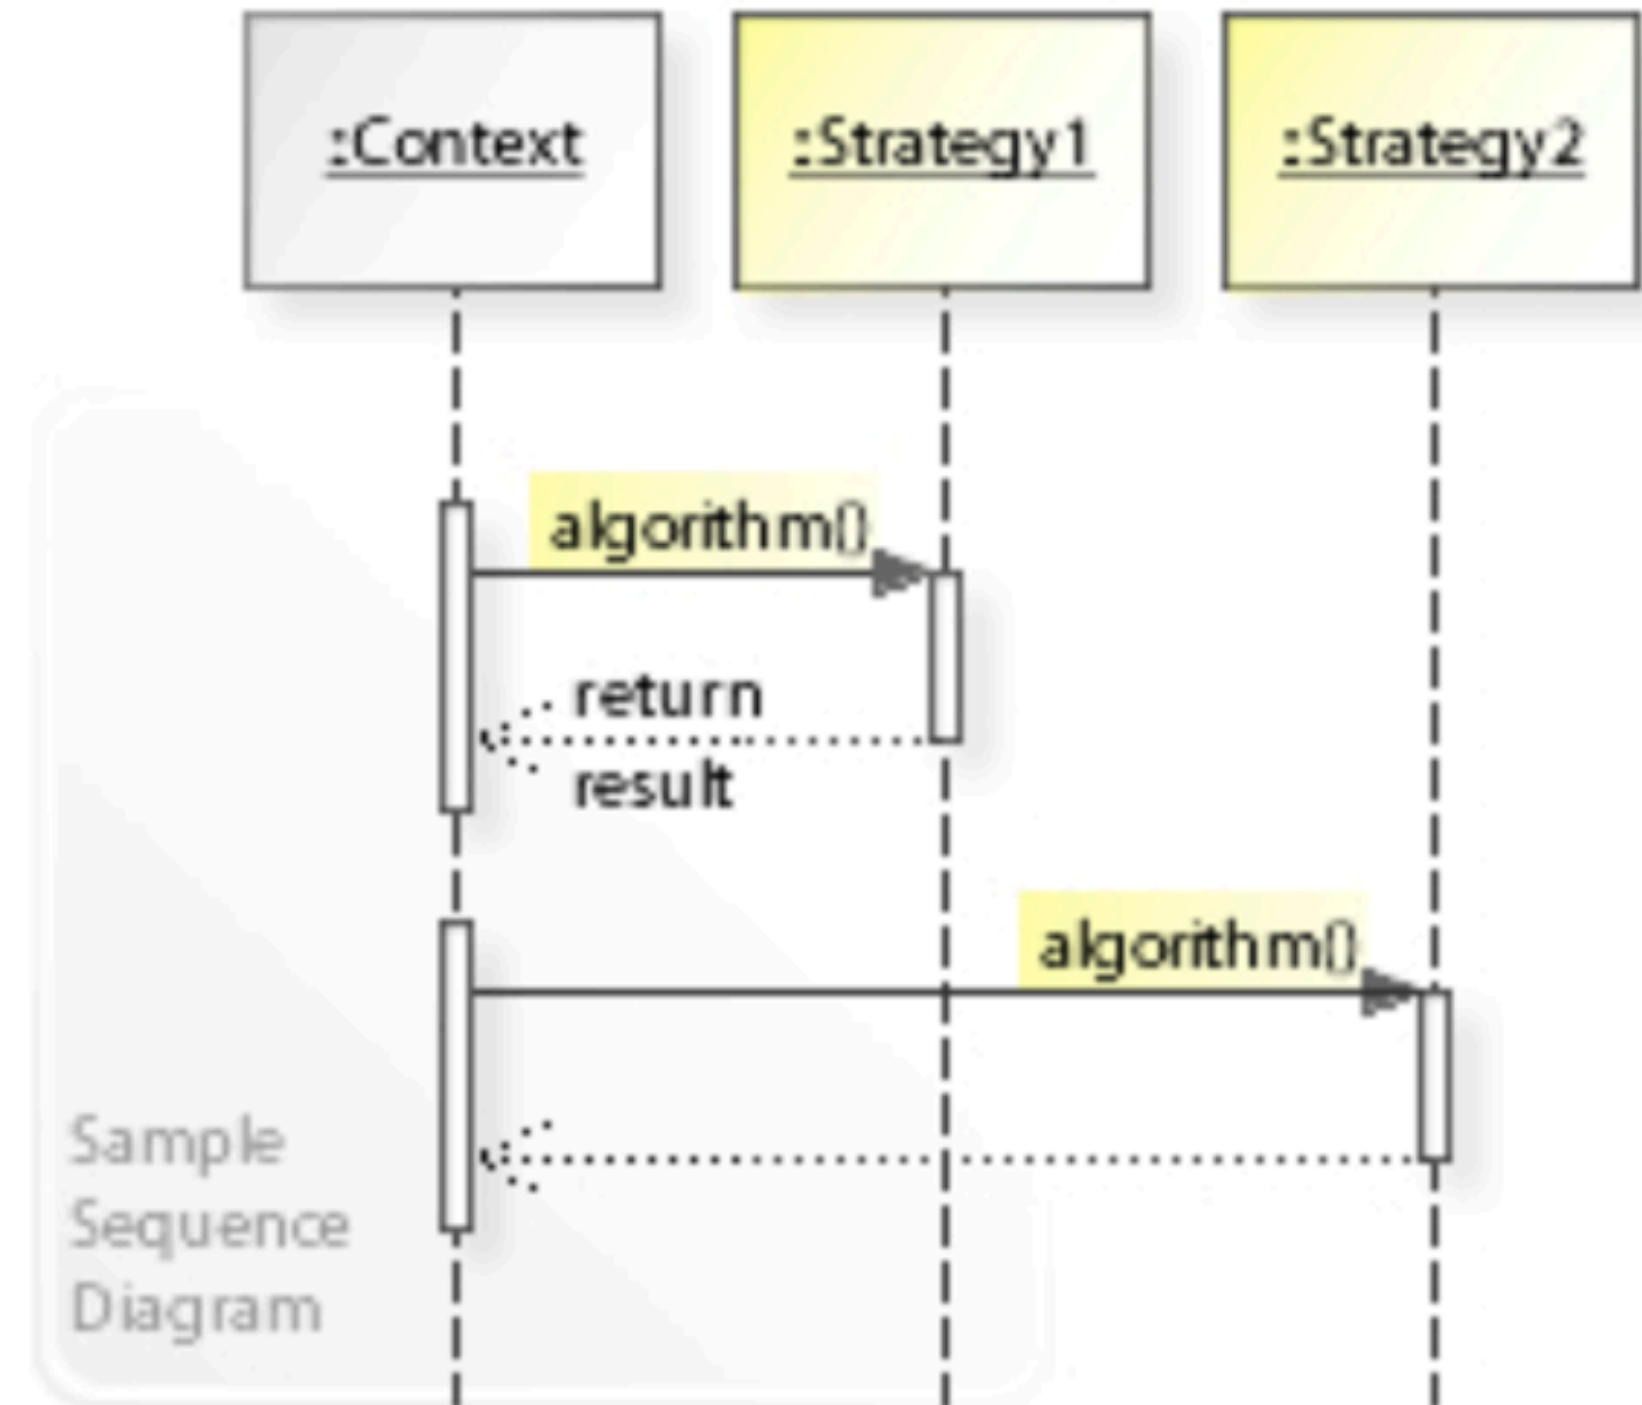 :Context
:Strategy1
:Strategy2
algorithm()
return
result
algorithm()
Sample
Sequence
Diagram